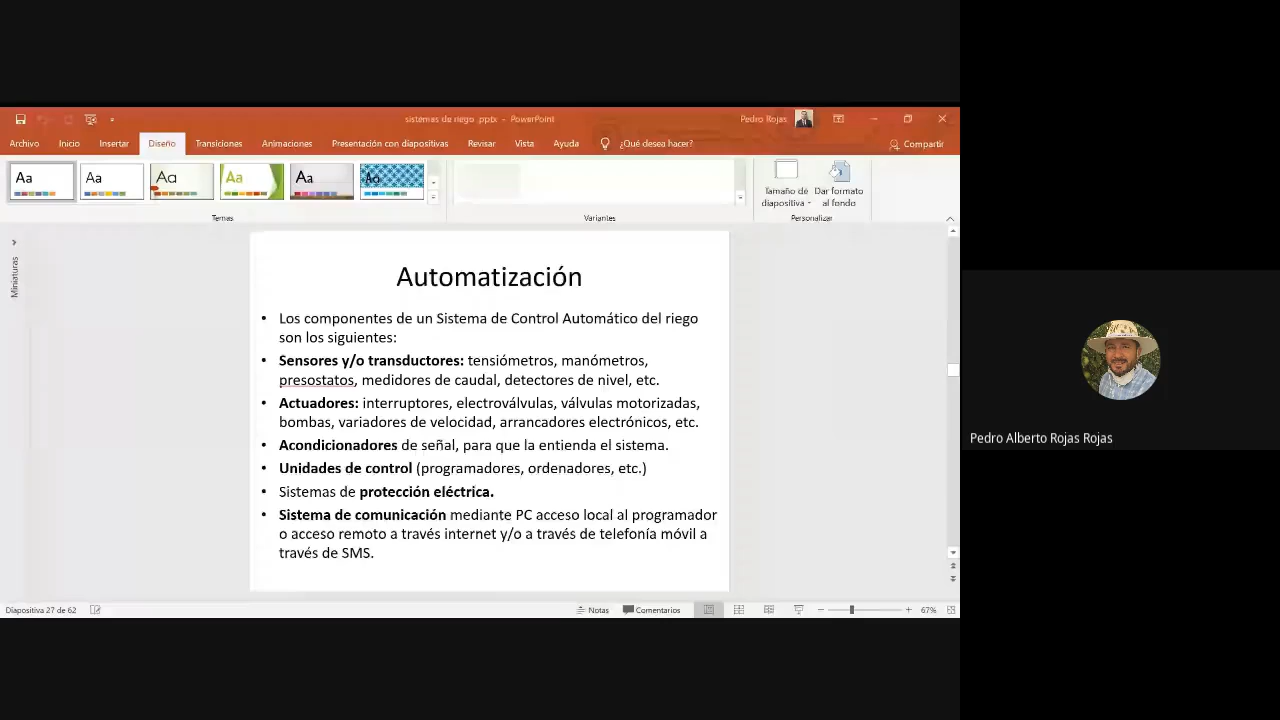 sistemas de riego .pptx - PowerPoint
Pedro Rojas
Archivo Inicio Insertar Diseño Transiciones Animaciones Presentación con diapositivas Revisar Vista Ayuda ¿Qué desea hacer? Compartir
Aa Aa Aa Aa Aa Aa
Tamaño de diapositiva
Dar formato al fondo
Temas Variantes Personalizar
Miniaturas
Automatización
• Los componentes de un Sistema de Control Automático del riego
son los siguientes:
• Sensores y/o transductores: tensiómetros, manómetros,
presostatos, medidores de caudal, detectores de nivel, etc.
• Actuadores: interruptores, electroválvulas, válvulas motorizadas,
bombas, variadores de velocidad, arrancadores electrónicos, etc.
• Acondicionadores de señal, para que la entienda el sistema.
• Unidades de control (programadores, ordenadores, etc.)
• Sistemas de protección eléctrica.
• Sistema de comunicación mediante PC acceso local al programador
o acceso remoto a través internet y/o a través de telefonía móvil a
través de SMS.
Diapositiva 27 de 62 Notas Comentarios 67%
Pedro Alberto Rojas Rojas